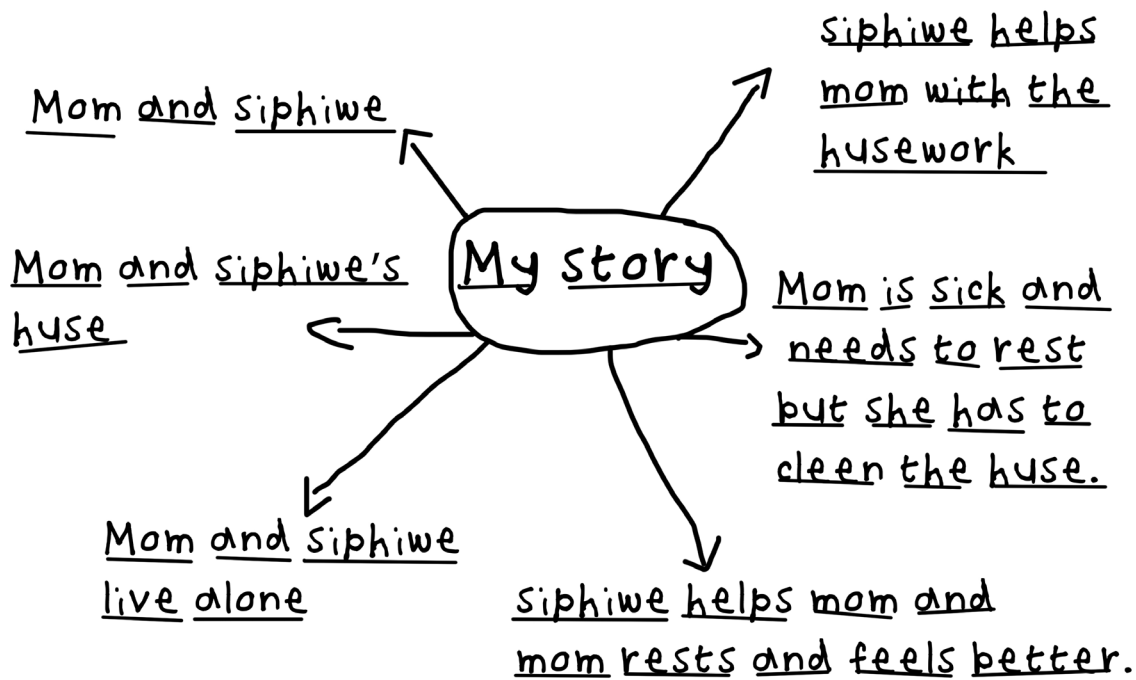 My story
Mom and siphiwe
siphiwe helps
mom with the
husework
Mom is sick and
needs to rest
but she has to
cleen the huse.
siphiwe helps mom and
mom rests and feels better.
Mom and siphiwe
live alone
Mom and siphiwe's
huse